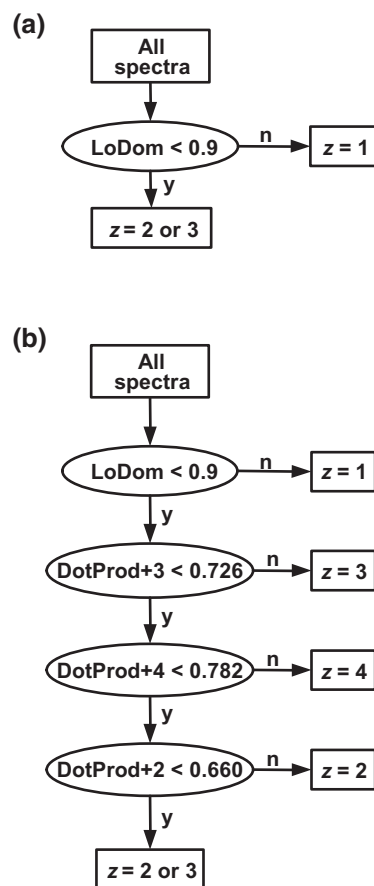 (a)
All
spectra
LoDom < 0.9
n
z = 1
y
z = 2 or 3
(b)
All
spectra
LoDom < 0.9
n
z = 1
y
DotProd+3 < 0.726
n
z = 3
y
DotProd+4 < 0.782
n
z = 4
y
DotProd+2 < 0.660
n
z = 2
y
z = 2 or 3